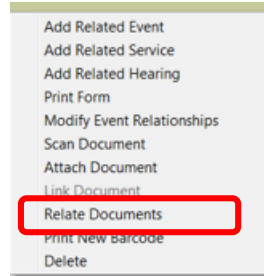 Add Related Event
Add Related Service
Add Related Hearing
Print Form
Modify Event Relationships
Scan Document
Attach Document
Link Document
Relate Documents
Print New Barcode
Delete